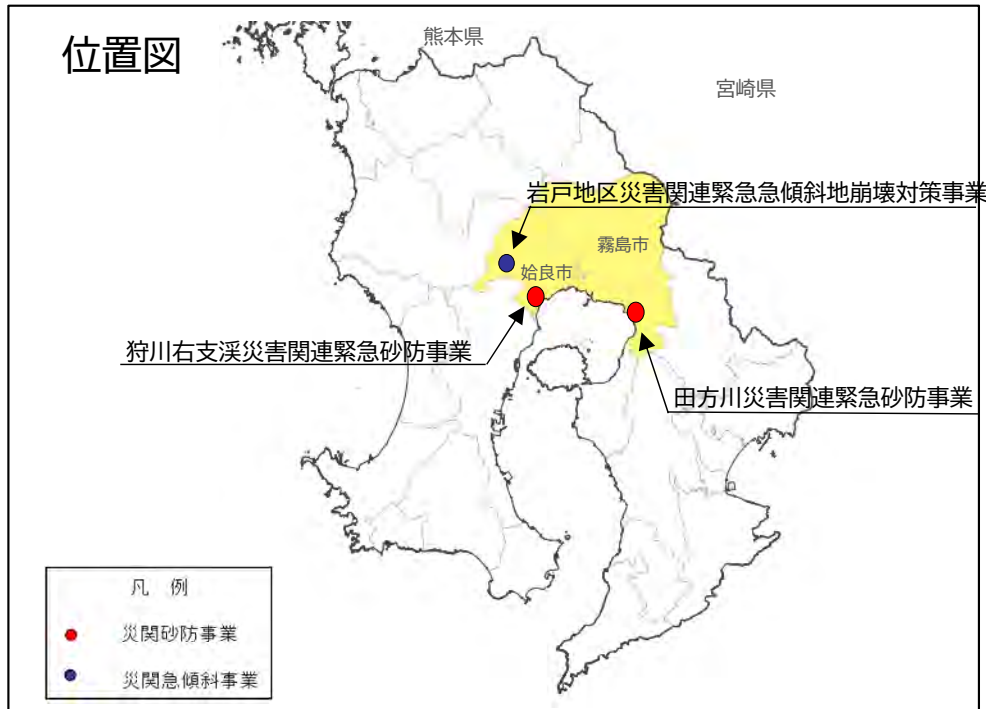 位置図
熊本県
宮崎県
岩戸地区災害関連緊急急傾斜地崩壊対策事業
霧島市
姶良市
狩川右支渓災害関連緊急砂防事業
田方川災害関連緊急砂防事業
凡 例
災関砂防事業
災関急傾斜事業